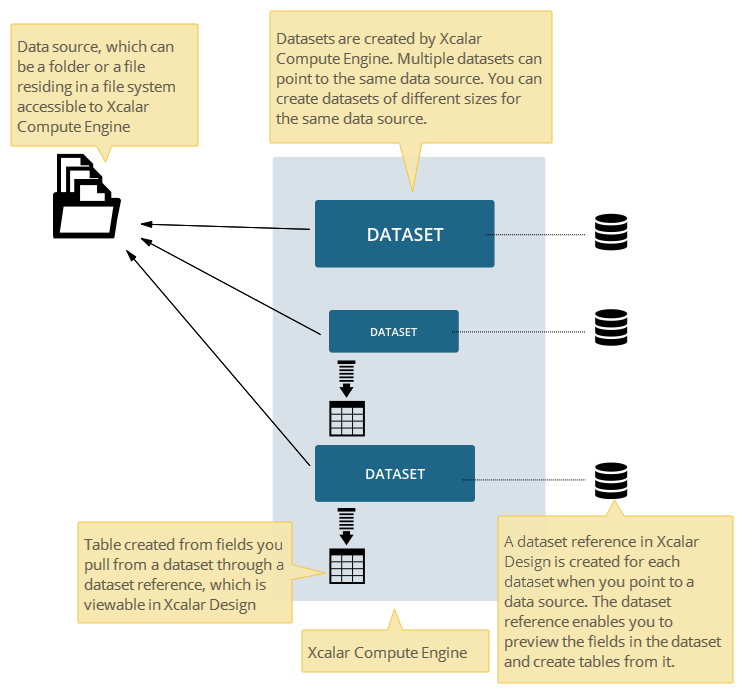 Data source, which can
be a folder or a file
residing in a file system
accessible to Xcalar
Compute Engine
Datasets are created by Xcalar
Compute Engine. Multiple datasets can
point to the same data source. You can
create datasets of different sizes for
the same data source.
DATASET
DATASET
DATASET
Table created from fields you
pull from a dataset through a
dataset reference, which is
viewable in Xcalar Design
A dataset reference in Xcalar
Design is created for each
dataset when you point to a
data source. The dataset
reference enables you to
preview the fields in the dataset
and create tables from it.
Xcalar Compute Engine